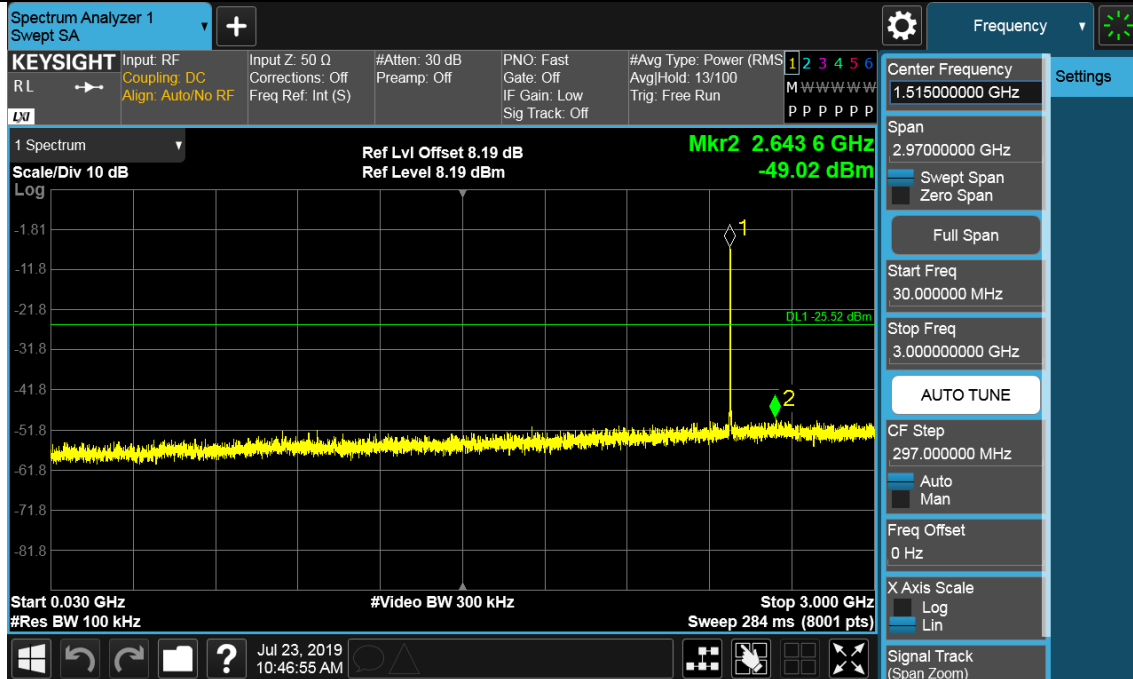 Spectrum Analyzer 1
Swept SA
Frequency
KEYSIGHT
R L
LXI
Input: RF
Coupling: DC
Align: Auto/No RF
Input Z: 50 Ω
Corrections: Off
Freq Ref: Int (S)
#Atten: 30 dB
Preamp: Off
PNO: Fast
Gate: Off
IF Gain: Low
Sig Track: Off
#Avg Type: Power (RMS
Avg|Hold: 13/100
Trig: Free Run
1 2 3 4 5 6
M W W W W W
P P P P P P
1 Spectrum
Scale/Div 10 dB
Log
Ref Lvl Offset 8.19 dB
Ref Level 8.19 dBm
Mkr2 2.643 6 GHz
-49.02 dBm
-1.81
-11.8
-21.8
-31.8
-41.8
-51.8
-61.8
-71.8
-81.8
1
DL1 -25.52 dBm
2
Start 0.030 GHz
#Res BW 100 kHz
#Video BW 300 kHz
Stop 3.000 GHz
Sweep 284 ms (8001 pts)
Jul 23, 2019
10:46:55 AM
?
Center Frequency
1.515000000 GHz
Settings
Span
2.97000000 GHz
Swept Span
Zero Span
Full Span
Start Freq
30.000000 MHz
Stop Freq
3.000000000 GHz
AUTO TUNE
CF Step
297.000000 MHz
Auto
Man
Freq Offset
0 Hz
X Axis Scale
Log
Lin
Signal Track
(Span Zoom)